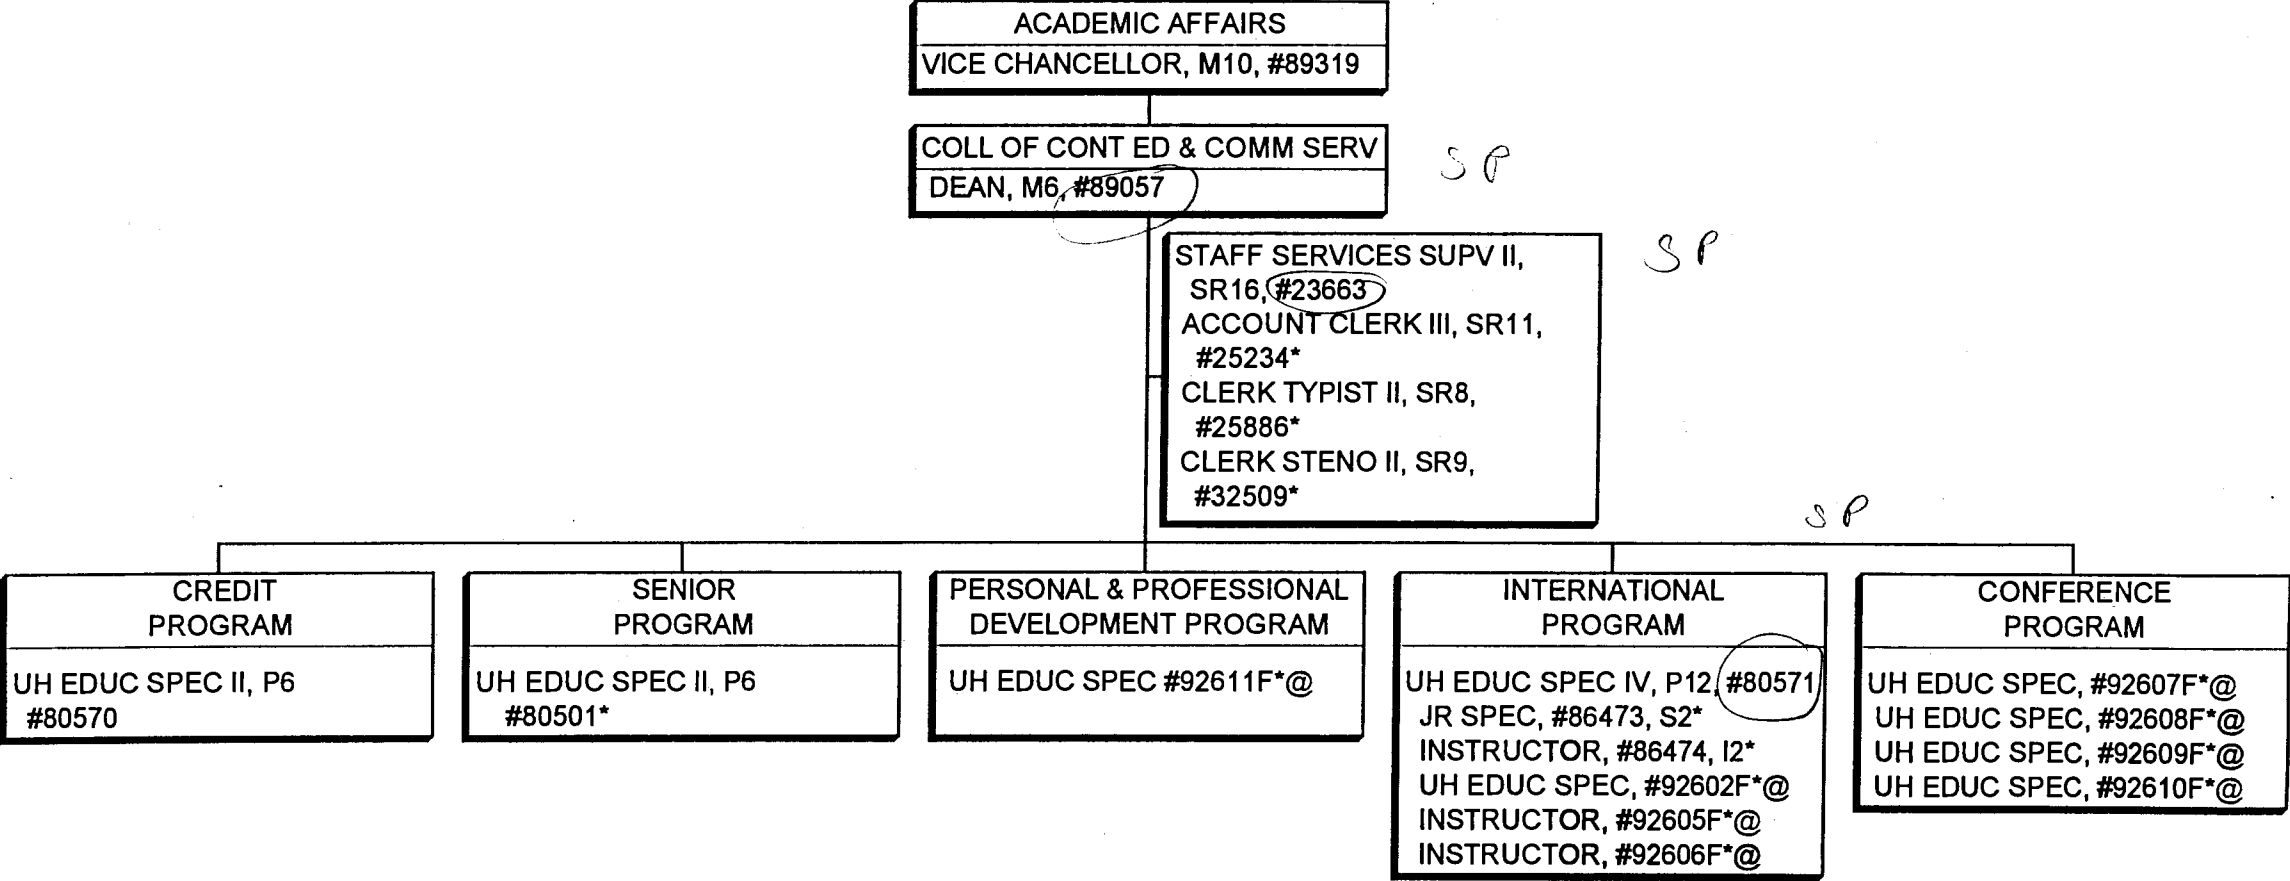 ACADEMIC AFFAIRS
VICE CHANCELLOR, M10, #89319
COLL OF CONT ED & COMM SERV
DEAN, M6, #89057
SP
STAFF SERVICES SUPV II,
SR16, #23663
ACCOUNT CLERK III, SR11,
#25234*
CLERK TYPIST II, SR8,
#25886*
CLERK STENO II, SR9,
#32509*
SP
SP
CREDIT
PROGRAM
UH EDUC SPEC II, P6
#80570
SENIOR
PROGRAM
UH EDUC SPEC II, P6
#80501*
PERSONAL & PROFESSIONAL
DEVELOPMENT PROGRAM
UH EDUC SPEC #92611F*@
INTERNATIONAL
PROGRAM
UH EDUC SPEC IV, P12, #80571
JR SPEC, #86473, S2*
INSTRUCTOR, #86474, I2*
UH EDUC SPEC, #92602F*@
INSTRUCTOR, #92605F*@
INSTRUCTOR, #92606F*@
CONFERENCE
PROGRAM
UH EDUC SPEC, #92607F*@
UH EDUC SPEC, #92608F*@
UH EDUC SPEC, #92609F*@
UH EDUC SPEC, #92610F*@